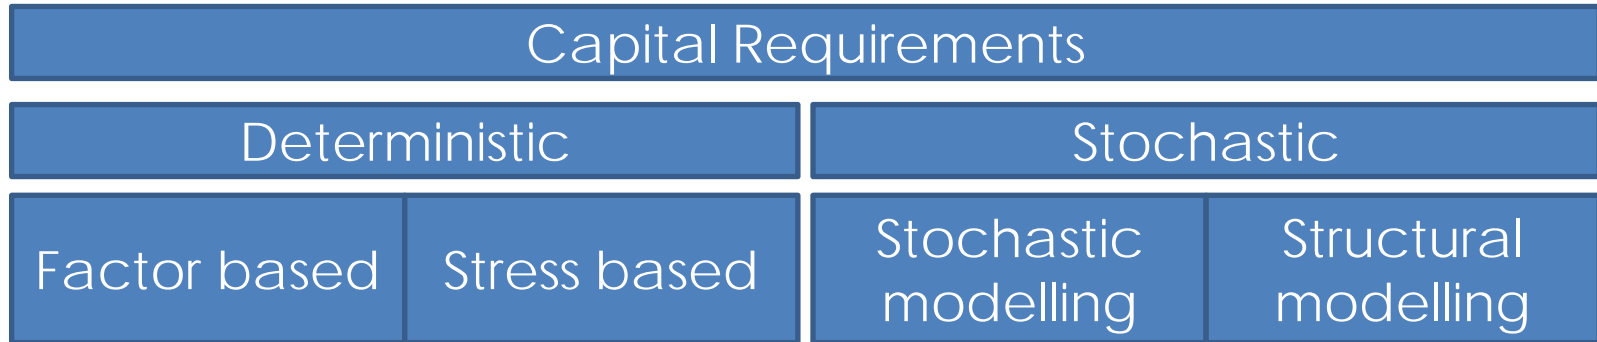 Capital Requirements
Deterministic
Stochastic
Factor based
Stress based
Stochastic
modelling
Structural
modelling